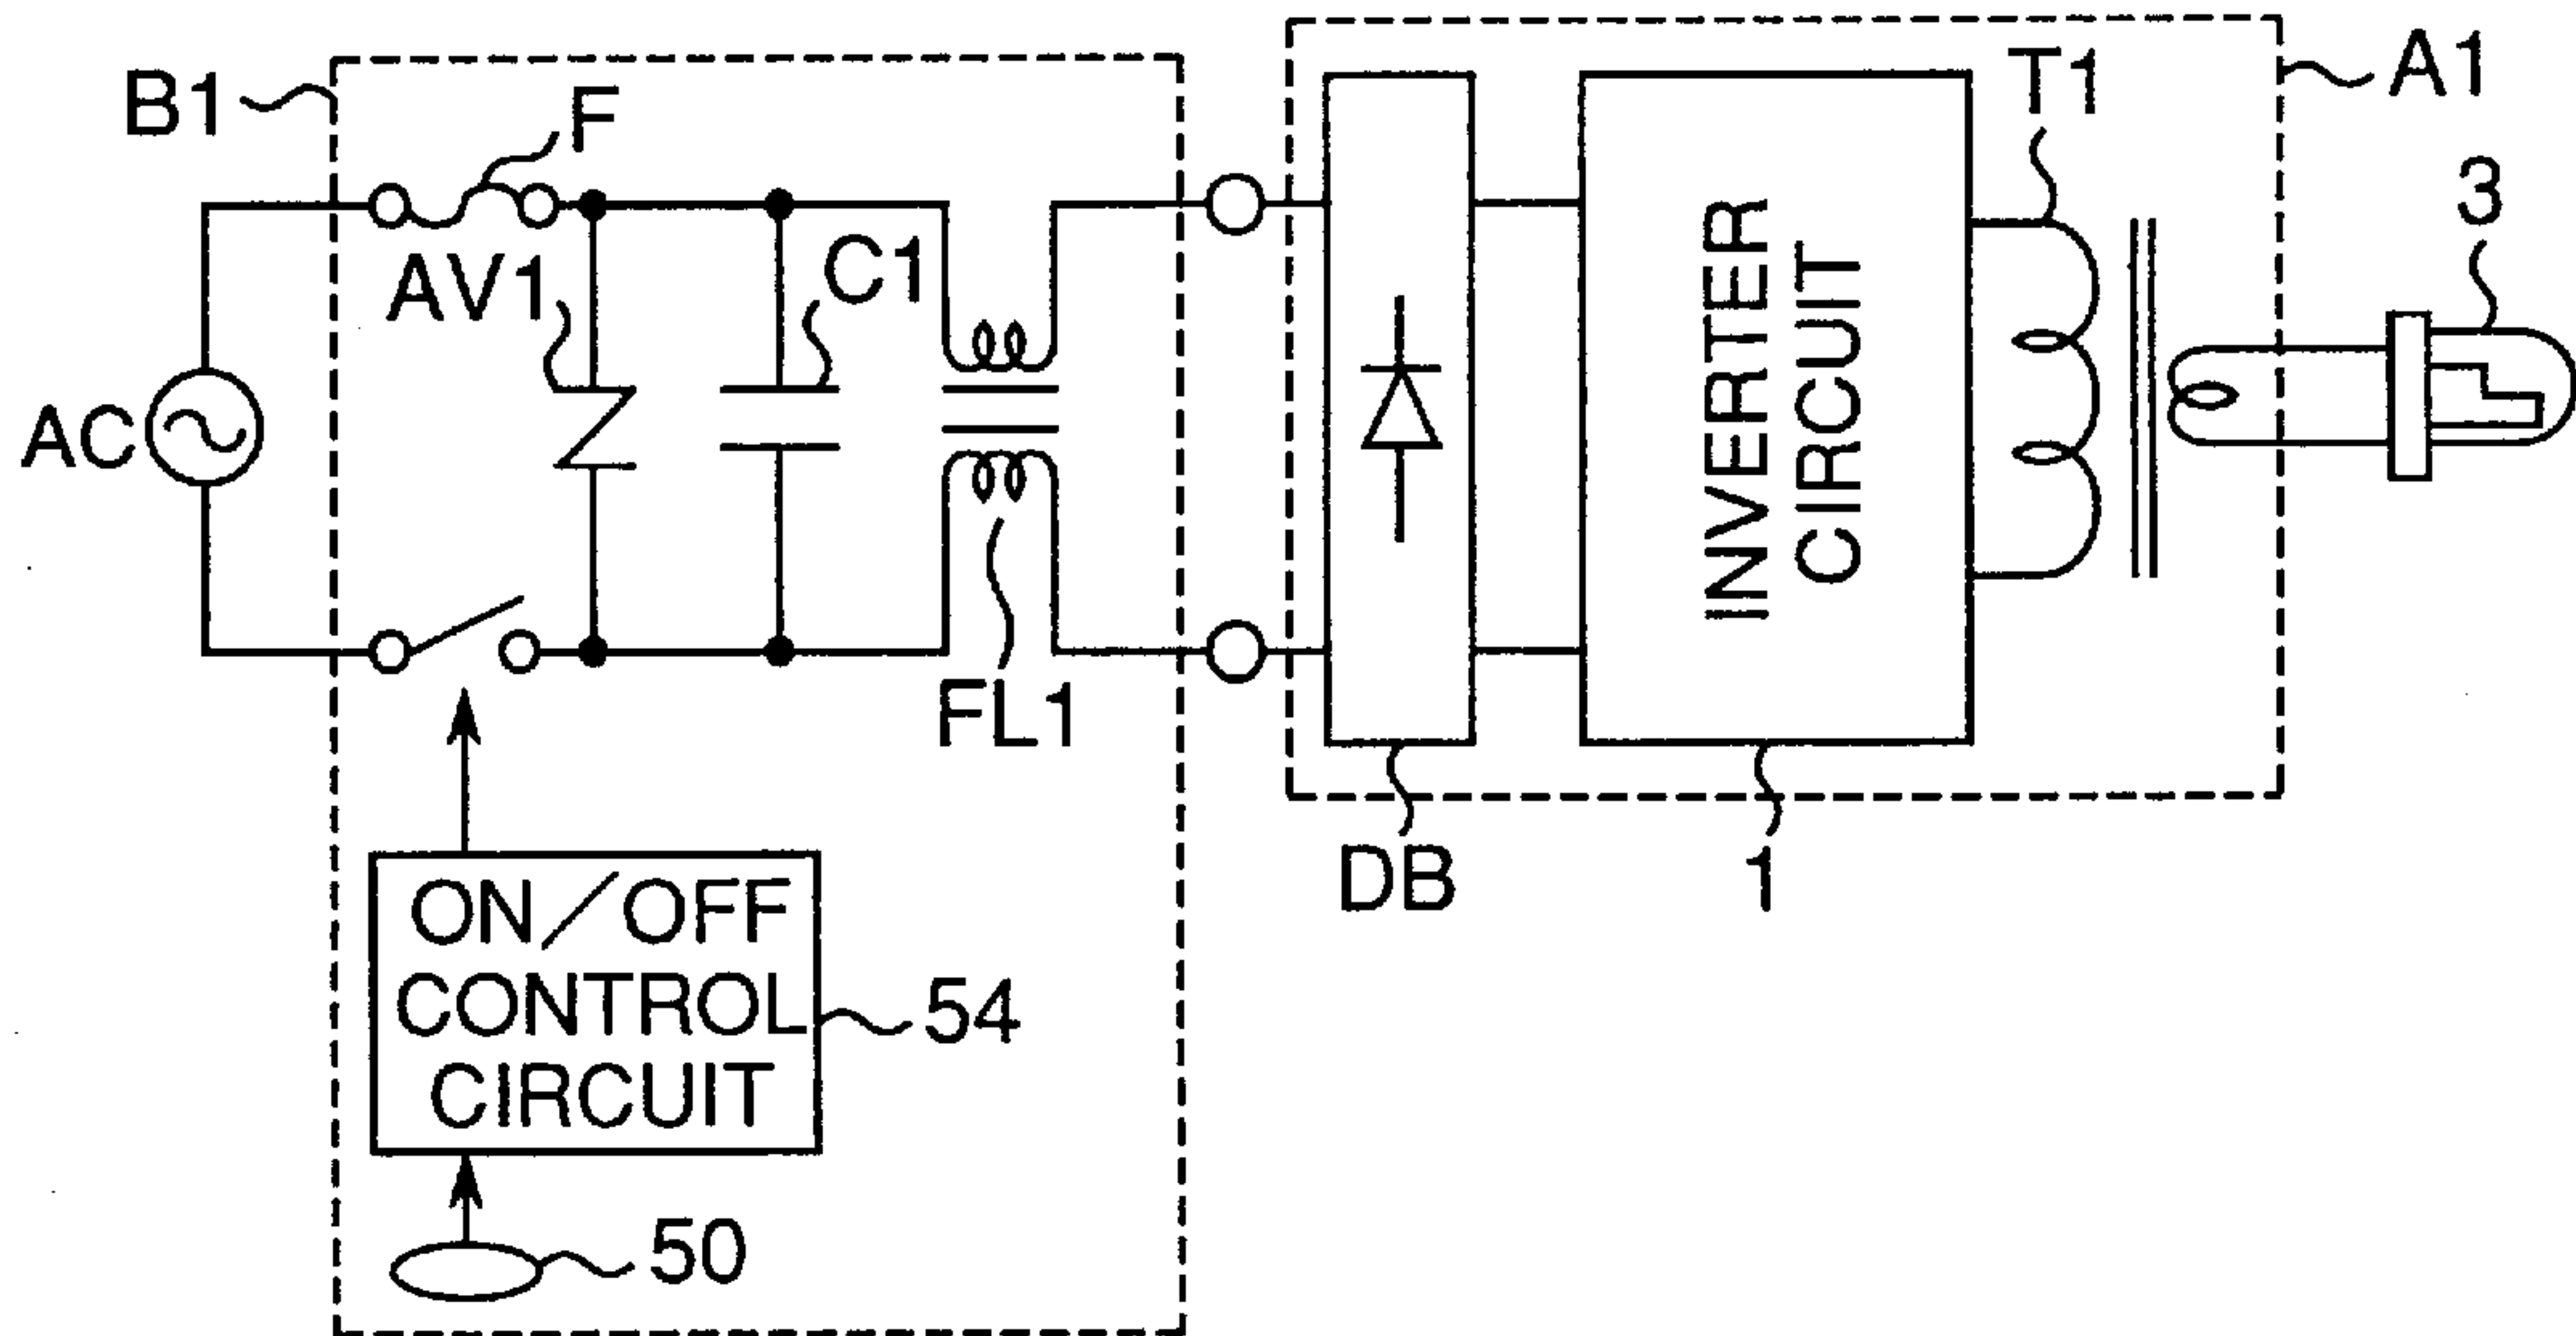 B1
F
AV1
C1
AC
FL1
ON/OFF
CONTROL
CIRCUIT
54
50
T1
A1
3
INVERTER
CIRCUIT
DB
1